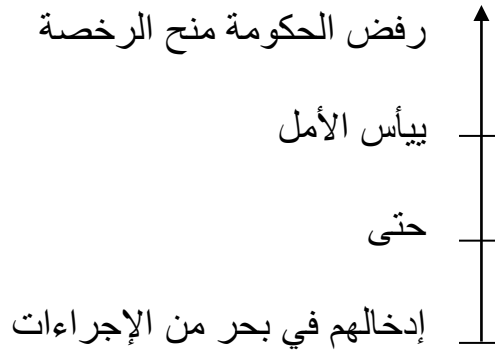 رفض الحكومة منح الرخصة
ييأس الأمل
حتى
إدخالهم في بحر من الإجراءات